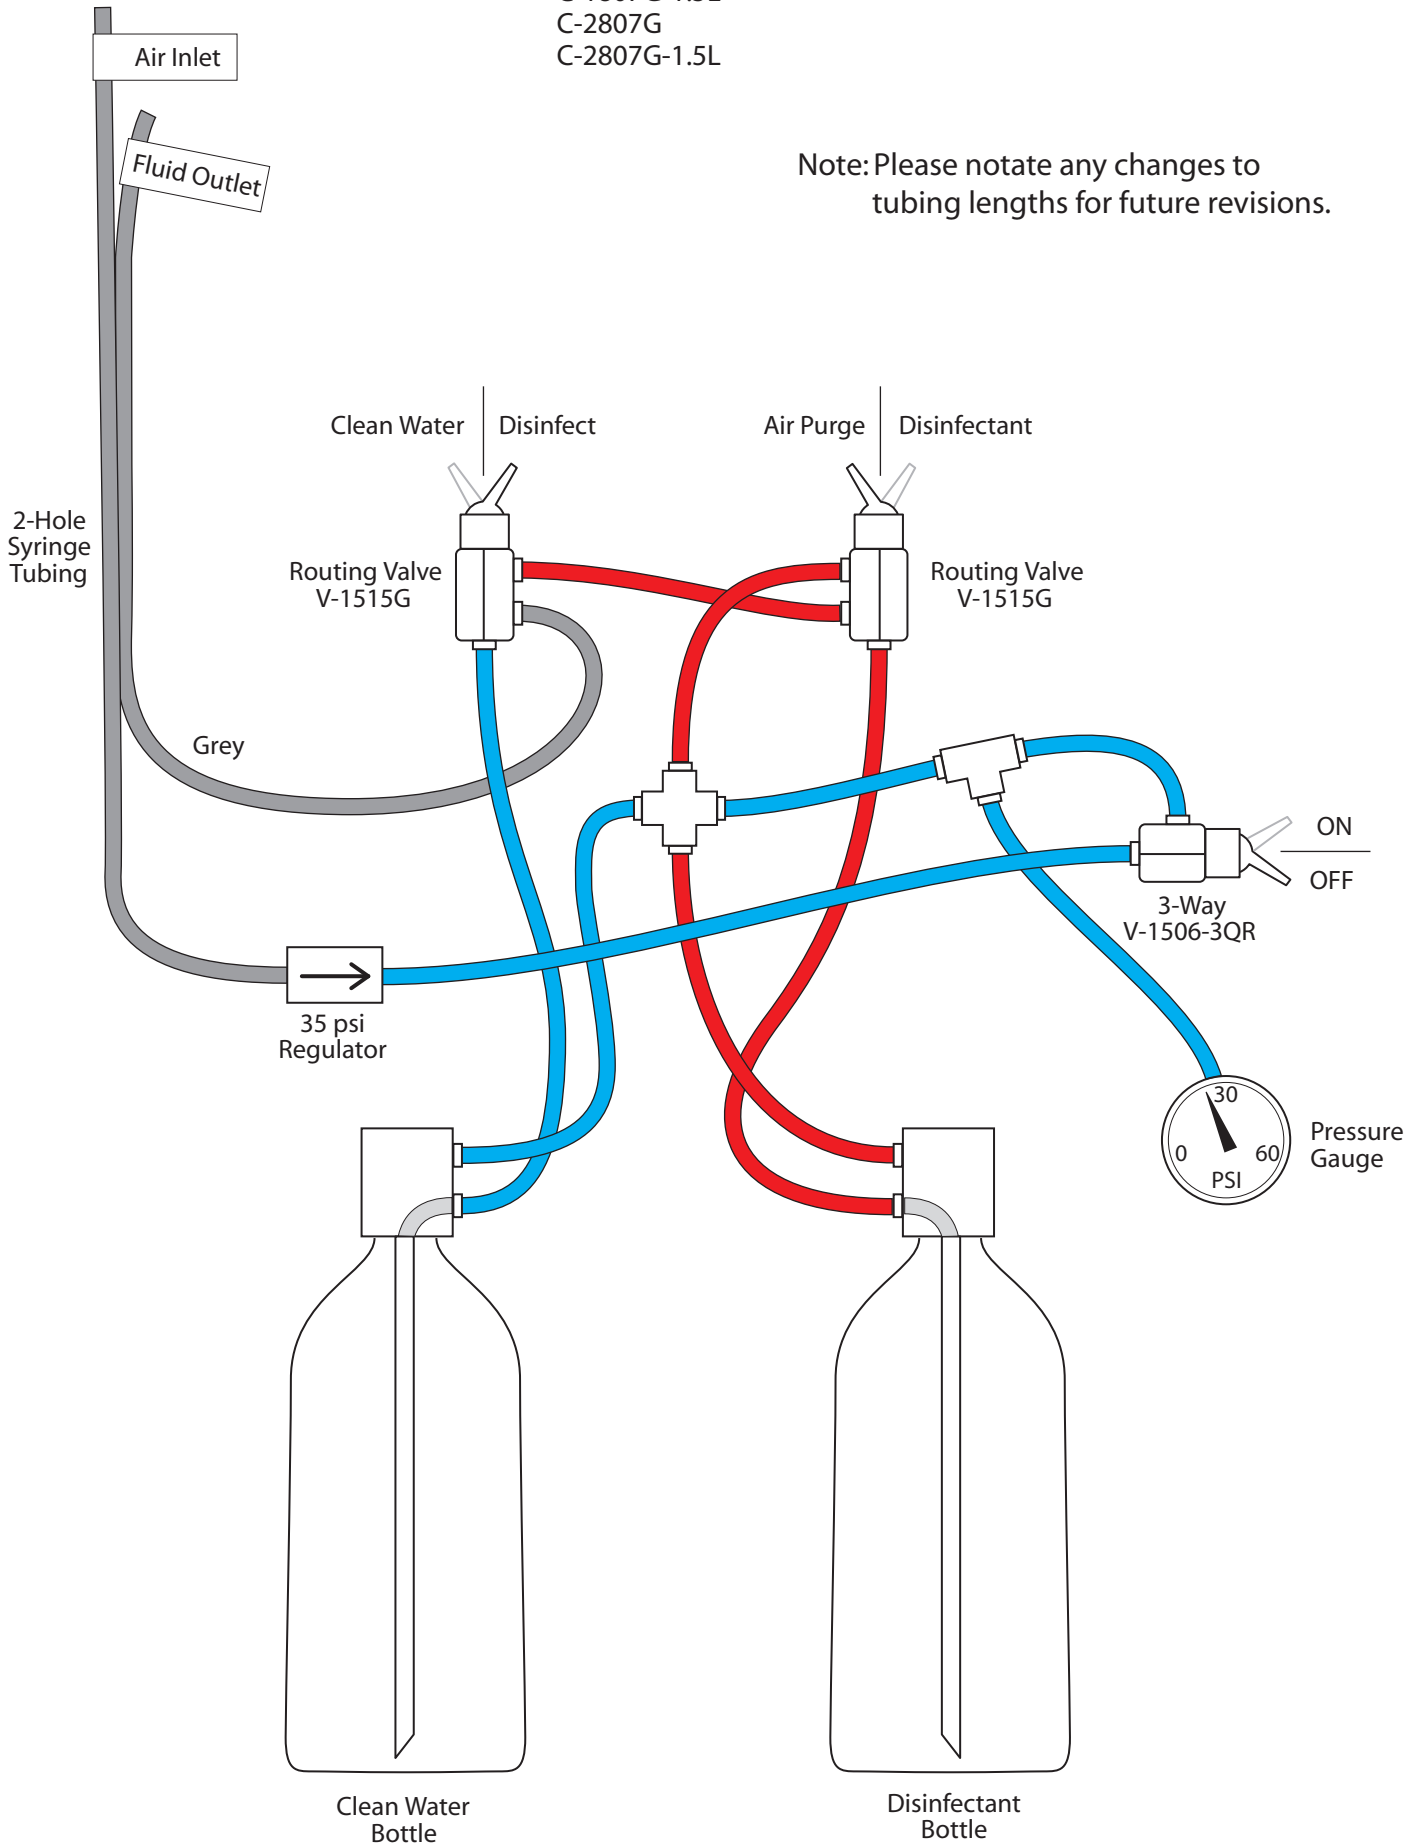 C-2807G
C-2807G-1.5L
Air Inlet
Fluid Outlet
Note: Please notate any changes to
tubing lengths for future revisions.
Clean Water
Disinfect
Air Purge
Disinfectant
2-Hole
Syringe
Tubing
Routing Valve
V-1515G
Routing Valve
V-1515G
Grey
ON
OFF
3-Way
V-1506-3QR
35 psi
Regulator
30
0
60
PSI
Pressure
Gauge
Clean Water
Bottle
Disinfectant
Bottle